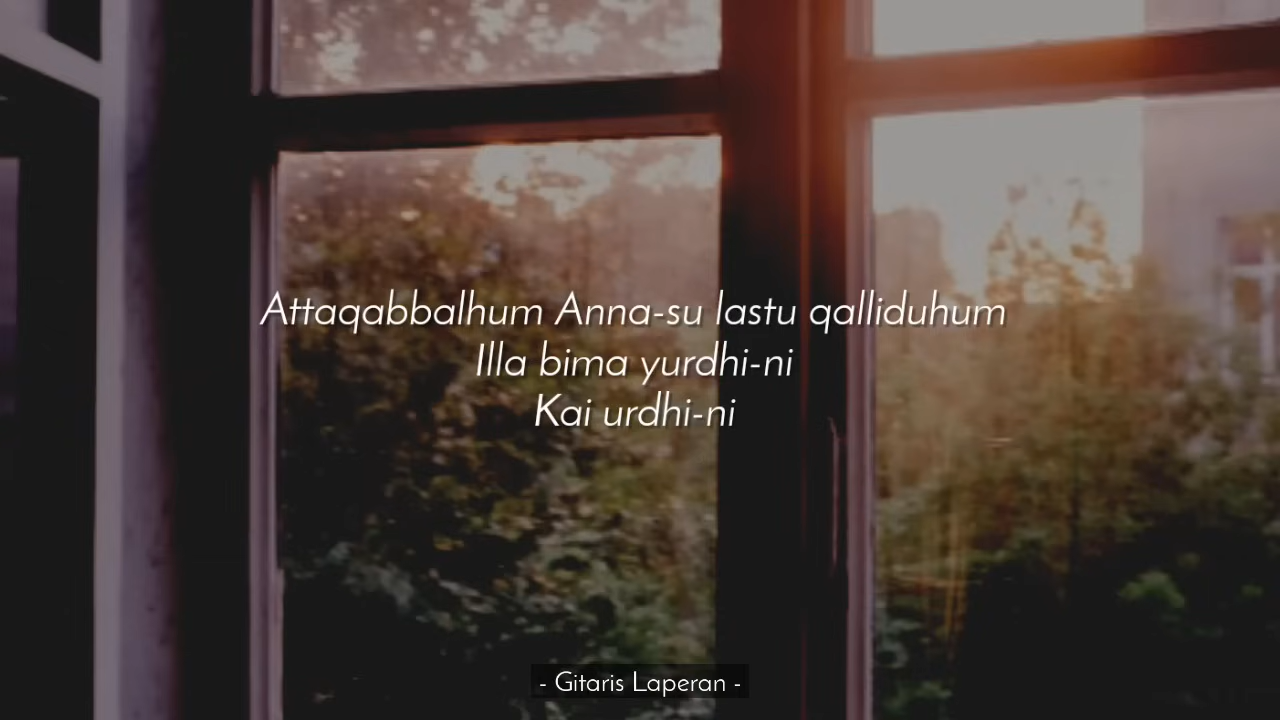 Attaqabbalhum Anna-su lastu qalliduhum
Illa bima yurdhi-ni
Kai urdhi-ni
- Gitaris Laperan -